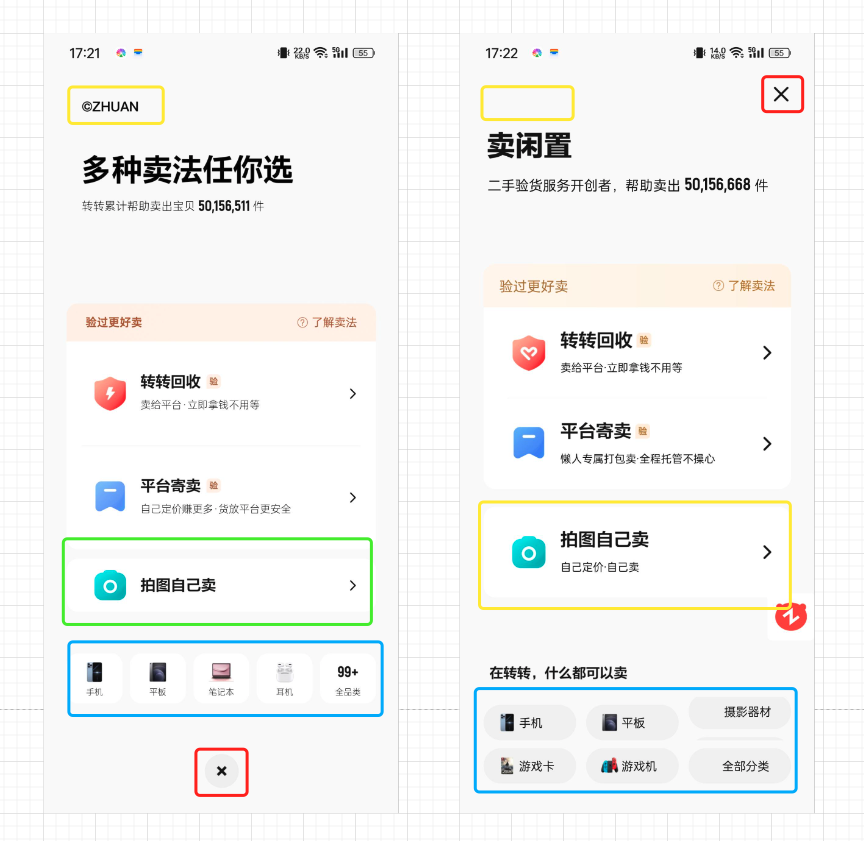 17:21
22.0 KB/S 5G 55
©ZHUAN
多种卖法任你选
转转累计帮助卖出宝贝 50,156,511 件
验过更好卖
? 了解卖法
转转回收 验
卖给平台·立即拿钱不用等
平台寄卖 验
自己定价赚更多·货放平台更安全
拍图自己卖
手机
平板
笔记本
耳机
99+
全品类
17:22
14.0 KB/S 5G 55
卖闲置
二手验货服务开创者，帮助卖出 50,156,668 件
验过更好卖
? 了解卖法
转转回收 验
卖给平台·立即拿钱不用等
平台寄卖 验
懒人专属打包卖·全程托管不操心
拍图自己卖
自己定价·自己卖
在转转，什么都可以卖
手机
平板
摄影器材
游戏卡
游戏机
全部分类